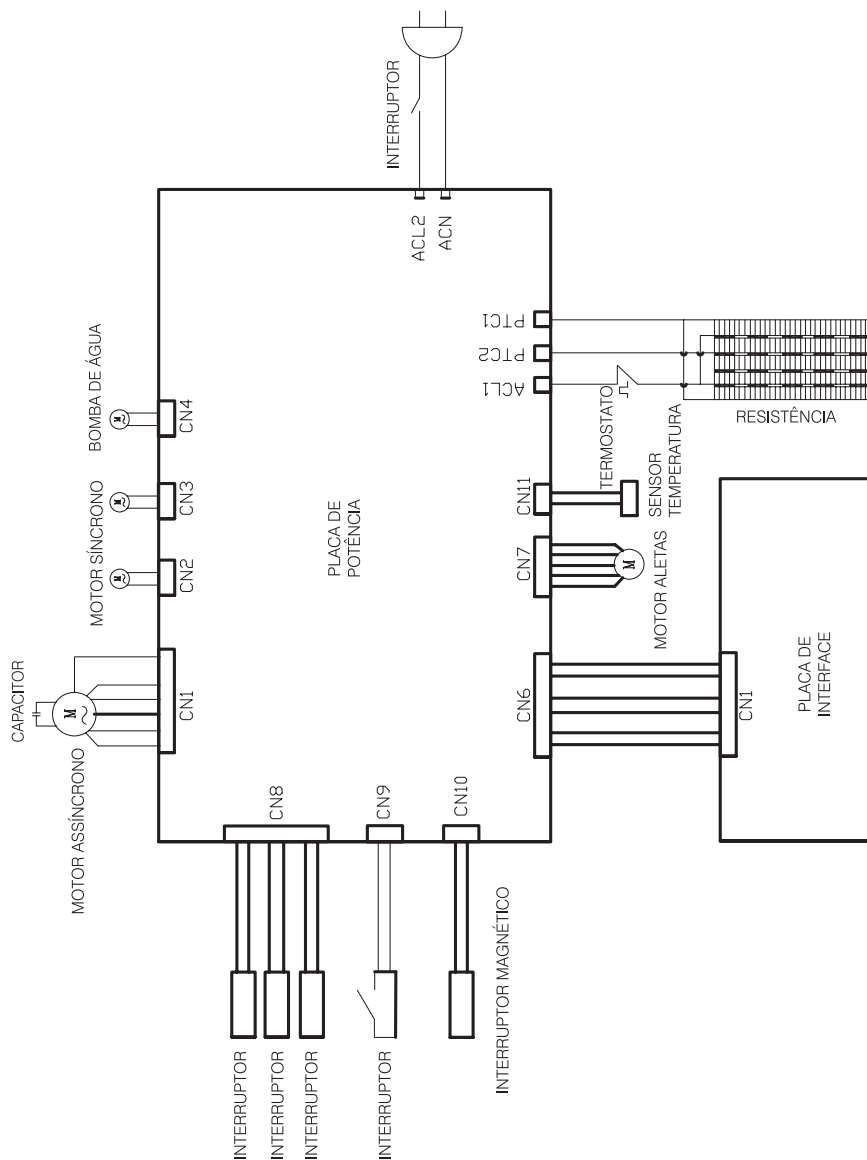 CAPACITOR
MOTOR ASSÍNCRONO
MOTOR SÍNCRONO
BOMBA DE ÁGUA
INTERRUPTOR
CN1
CN2
CN3
CN4
ACL2
ACN
PLACA DE
POTÊNCIA
CN8
CN9
CN10
CN6
CN7
CN11
ACL1
PTC2
PTC1
INTERRUPTOR
INTERRUPTOR
INTERRUPTOR
INTERRUPTOR
INTERRUPTOR MAGNÉTICO
MOTOR ALETAS
SENSOR
TEMPERATURA
TERMOSTATO
RESISTÊNCIA
CN1
PLACA DE
INTERFACE
M
M
M
M
M